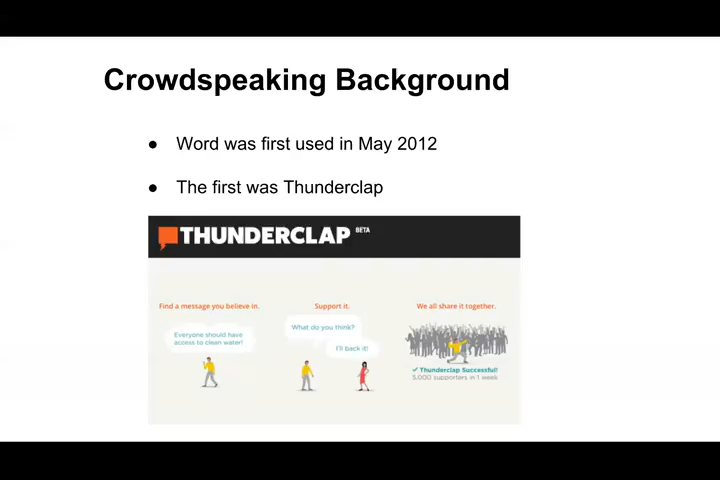 Crowdspeaking Background
● Word was first used in May 2012
● The first was Thunderclap
THUNDERCLAP BETA
Find a message you believe in.
Support it.
We all share it together.
Everyone should have
access to clean water!
What do you think?
I'll back it!
✓ Thunderclap Successful!
5,000 supporters in 1 week